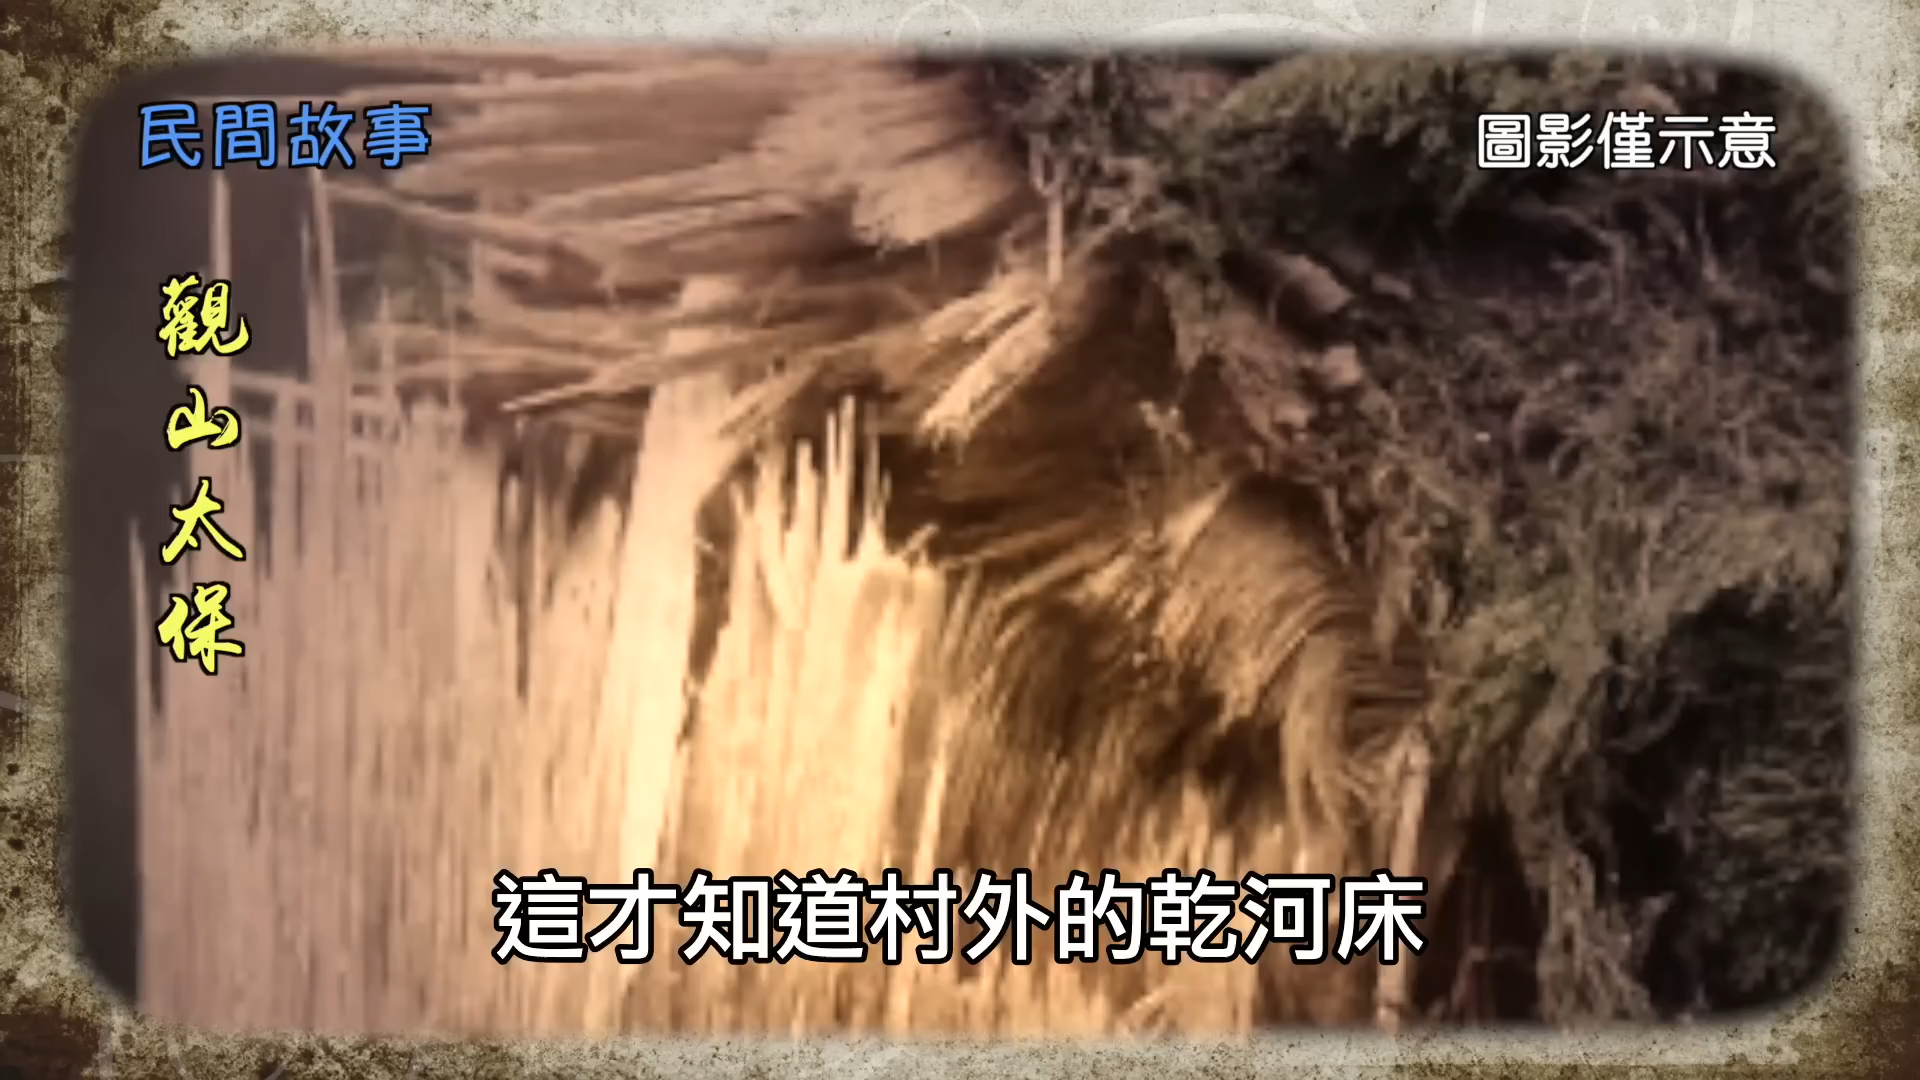 民間故事
圖影僅示意
觀山太保
這才知道村外的乾河床